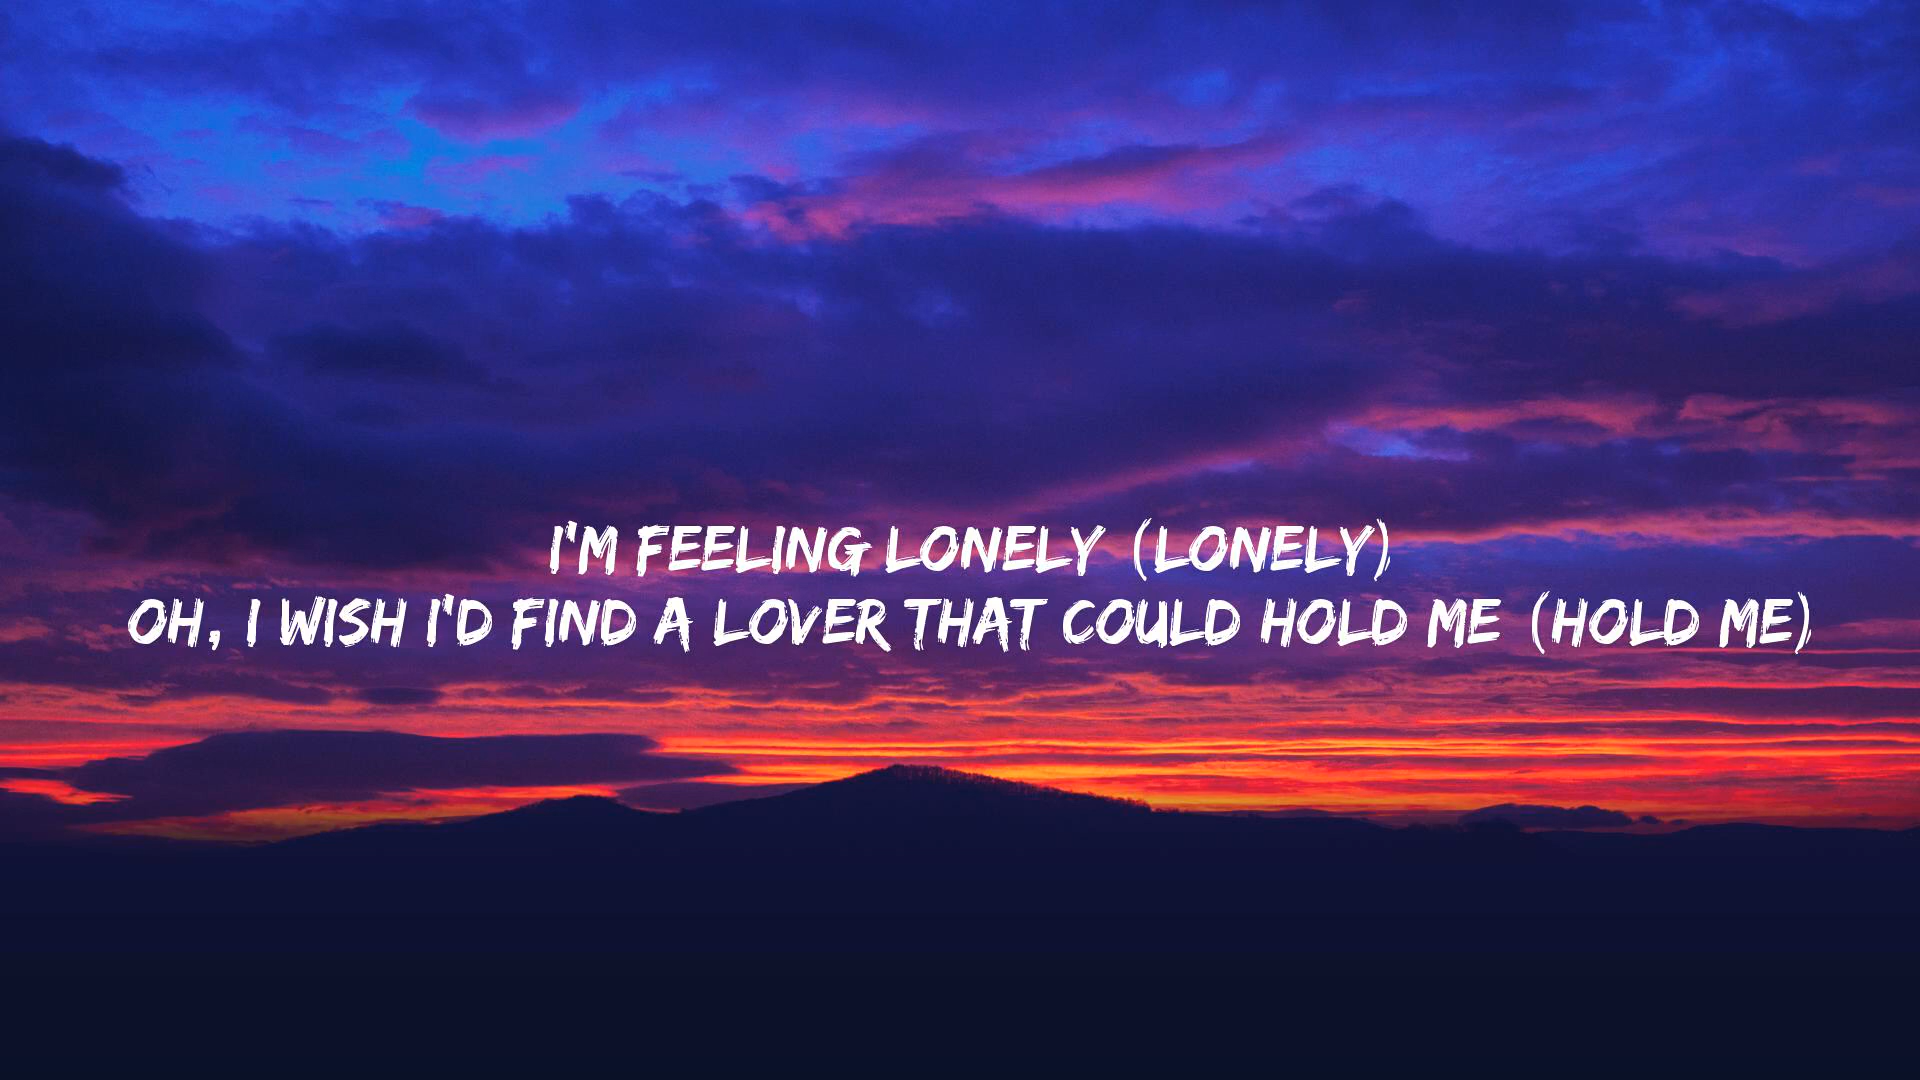 I'M FEELING LONELY (LONELY)
OH, I WISH I'D FIND A LOVER THAT COULD HOLD ME (HOLD ME)